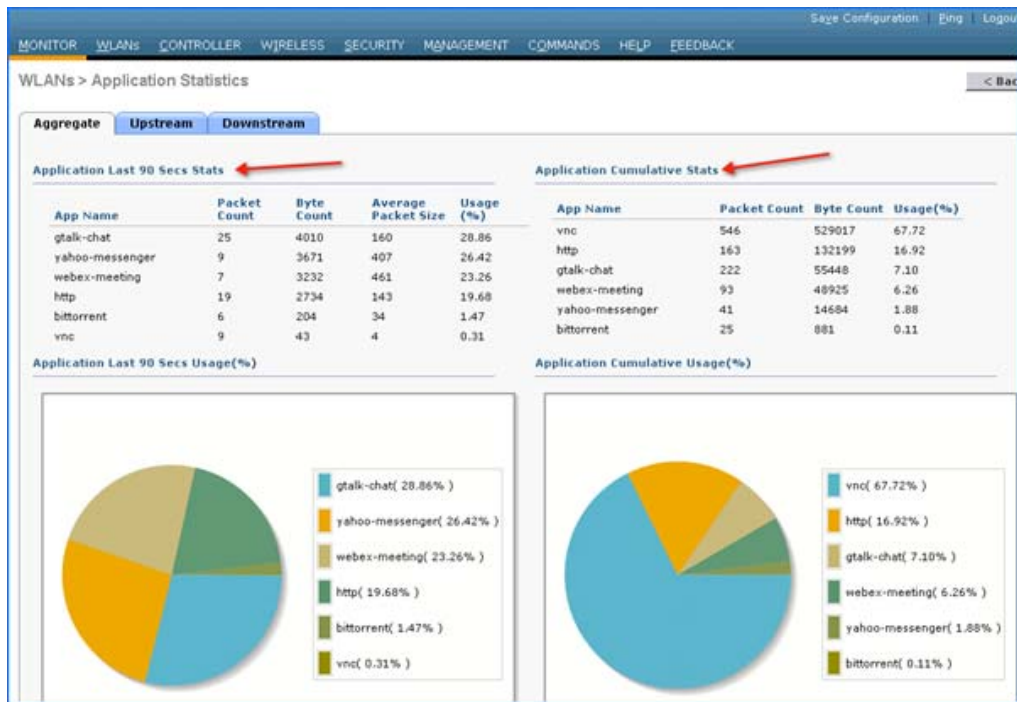 Save Configuration Ping Logou
MONITOR WLANs CONTROLLER WIRELESS SECURITY MANAGEMENT COMMANDS HELP FEEDBACK
WLANs > Application Statistics
< Bac
Aggregate Upstream Downstream
Application Last 90 Secs Stats
App Name Packet Count Byte Count Average Packet Size Usage (%)
gtalk-chat 25 4010 160 28.86
yahoo-messenger 9 3671 407 26.42
webex-meeting 7 3232 461 23.26
http 19 2734 143 19.68
bittorrent 6 204 34 1.47
vnc 9 43 4 0.31
Application Cumulative Stats
App Name Packet Count Byte Count Usage(%)
vnc 546 529017 67.72
http 163 132199 16.92
gtalk-chat 222 55448 7.10
webex-meeting 93 48925 6.26
yahoo-messenger 41 14684 1.88
bittorrent 25 881 0.11
Application Last 90 Secs Usage(%)
gtalk-chat( 28.86% )
yahoo-messenger( 26.42% )
webex-meeting( 23.26% )
http( 19.68% )
bittorrent( 1.47% )
vnc( 0.31% )
Application Cumulative Usage(%)
vnc( 67.72% )
http( 16.92% )
gtalk-chat( 7.10% )
webex-meeting( 6.26% )
yahoo-messenger( 1.88% )
bittorrent( 0.11% )